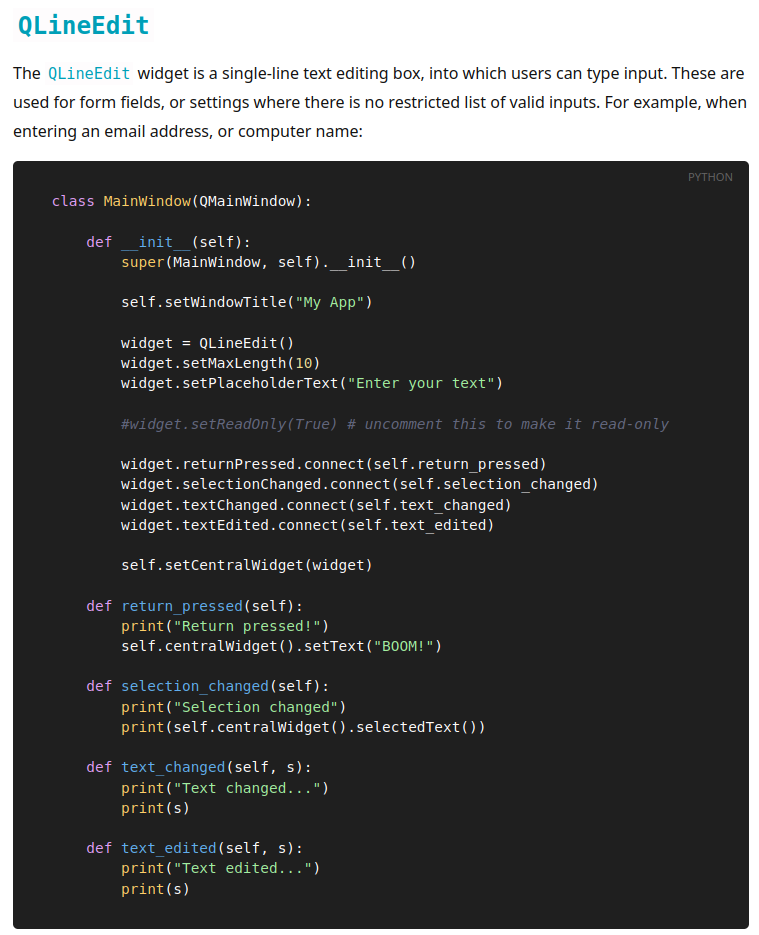 QLineEdit
The QLineEdit widget is a single-line text editing box, into which users can type input. These are
used for form fields, or settings where there is no restricted list of valid inputs. For example, when
entering an email address, or computer name:
PYTHON
class MainWindow(QMainWindow):
    def __init__(self):
        super(MainWindow, self).__init__()
        self.setWindowTitle("My App")
        widget = QLineEdit()
        widget.setMaxLength(10)
        widget.setPlaceholderText("Enter your text")
        #widget.setReadOnly(True) # uncomment this to make it read-only
        widget.returnPressed.connect(self.return_pressed)
        widget.selectionChanged.connect(self.selection_changed)
        widget.textChanged.connect(self.text_changed)
        widget.textEdited.connect(self.text_edited)
        self.setCentralWidget(widget)
    def return_pressed(self):
        print("Return pressed!")
        self.centralWidget().setText("BOOM!")
    def selection_changed(self):
        print("Selection changed")
        print(self.centralWidget().selectedText())
    def text_changed(self, s):
        print("Text changed...")
        print(s)
    def text_edited(self, s):
        print("Text edited...")
        print(s)